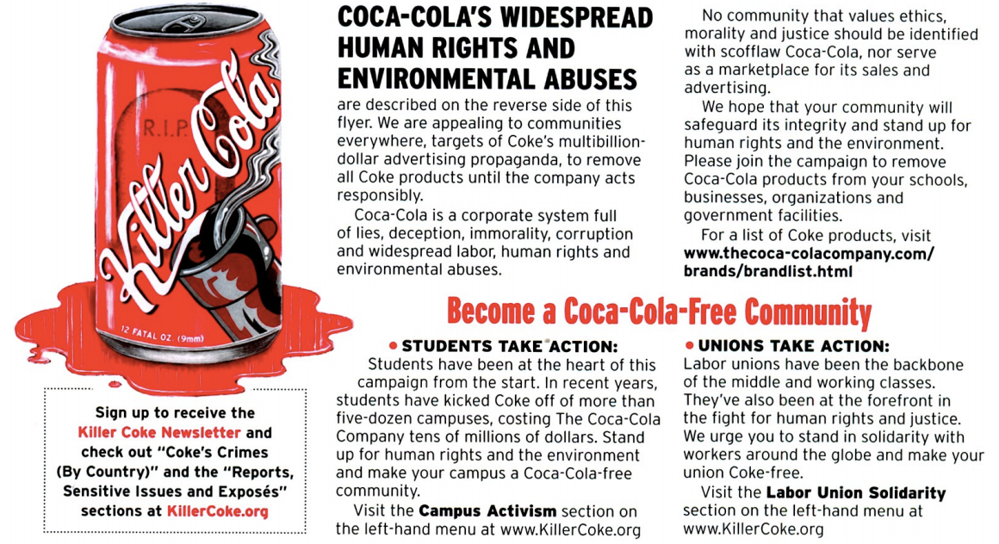 R.I.P.
Killer Cola
12 FATAL OZ. (9mm)
Sign up to receive the
Killer Coke Newsletter and
check out “Coke’s Crimes
(By Country)” and the “Reports,
Sensitive Issues and Exposés”
sections at KillerCoke.org
COCA-COLA’S WIDESPREAD
HUMAN RIGHTS AND
ENVIRONMENTAL ABUSES
are described on the reverse side of this
flyer. We are appealing to communities
everywhere, targets of Coke’s multibillion-
dollar advertising propaganda, to remove
all Coke products until the company acts
responsibly.
Coca-Cola is a corporate system full
of lies, deception, immorality, corruption
and widespread labor, human rights and
environmental abuses.
No community that values ethics,
morality and justice should be identified
with scofflaw Coca-Cola, nor serve
as a marketplace for its sales and
advertising.
We hope that your community will
safeguard its integrity and stand up for
human rights and the environment.
Please join the campaign to remove
Coca-Cola products from your schools,
businesses, organizations and
government facilities.
For a list of Coke products, visit
www.thecoca-colacompany.com/
brands/brandlist.html
Become a Coca-Cola-Free Community
• STUDENTS TAKE ACTION:
Students have been at the heart of this
campaign from the start. In recent years,
students have kicked Coke off of more than
five-dozen campuses, costing The Coca-Cola
Company tens of millions of dollars. Stand
up for human rights and the environment
and make your campus a Coca-Cola-free
community.
Visit the Campus Activism section on
the left-hand menu at www.KillerCoke.org
• UNIONS TAKE ACTION:
Labor unions have been the backbone
of the middle and working classes.
They’ve also been at the forefront in
the fight for human rights and justice.
We urge you to stand in solidarity with
workers around the globe and make your
union Coke-free.
Visit the Labor Union Solidarity
section on the left-hand menu at
www.KillerCoke.org